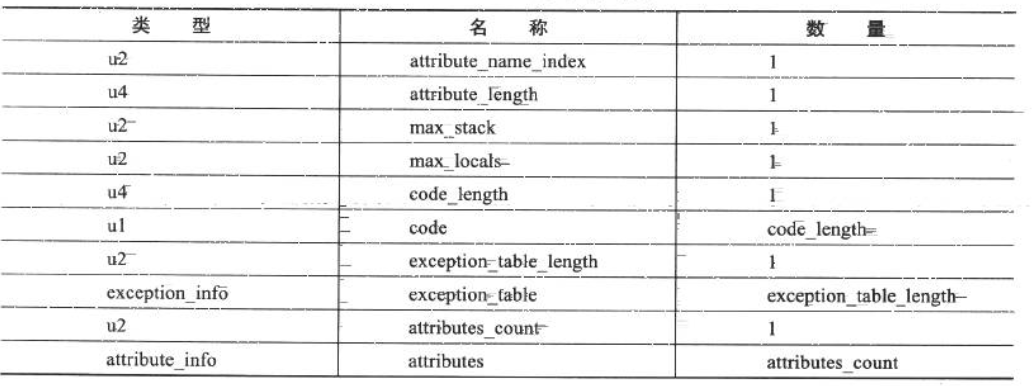 类 型 名 称 数 量
u2 attribute_name_index 1
u4 attribute_length 1
u2 max_stack 1
u2 max_locals 1
u4 code_length 1
u1 code code_length
u2 exception_table_length 1
exception_info exception_table exception_table_length
u2 attributes_count 1
attribute_info attributes attributes_count